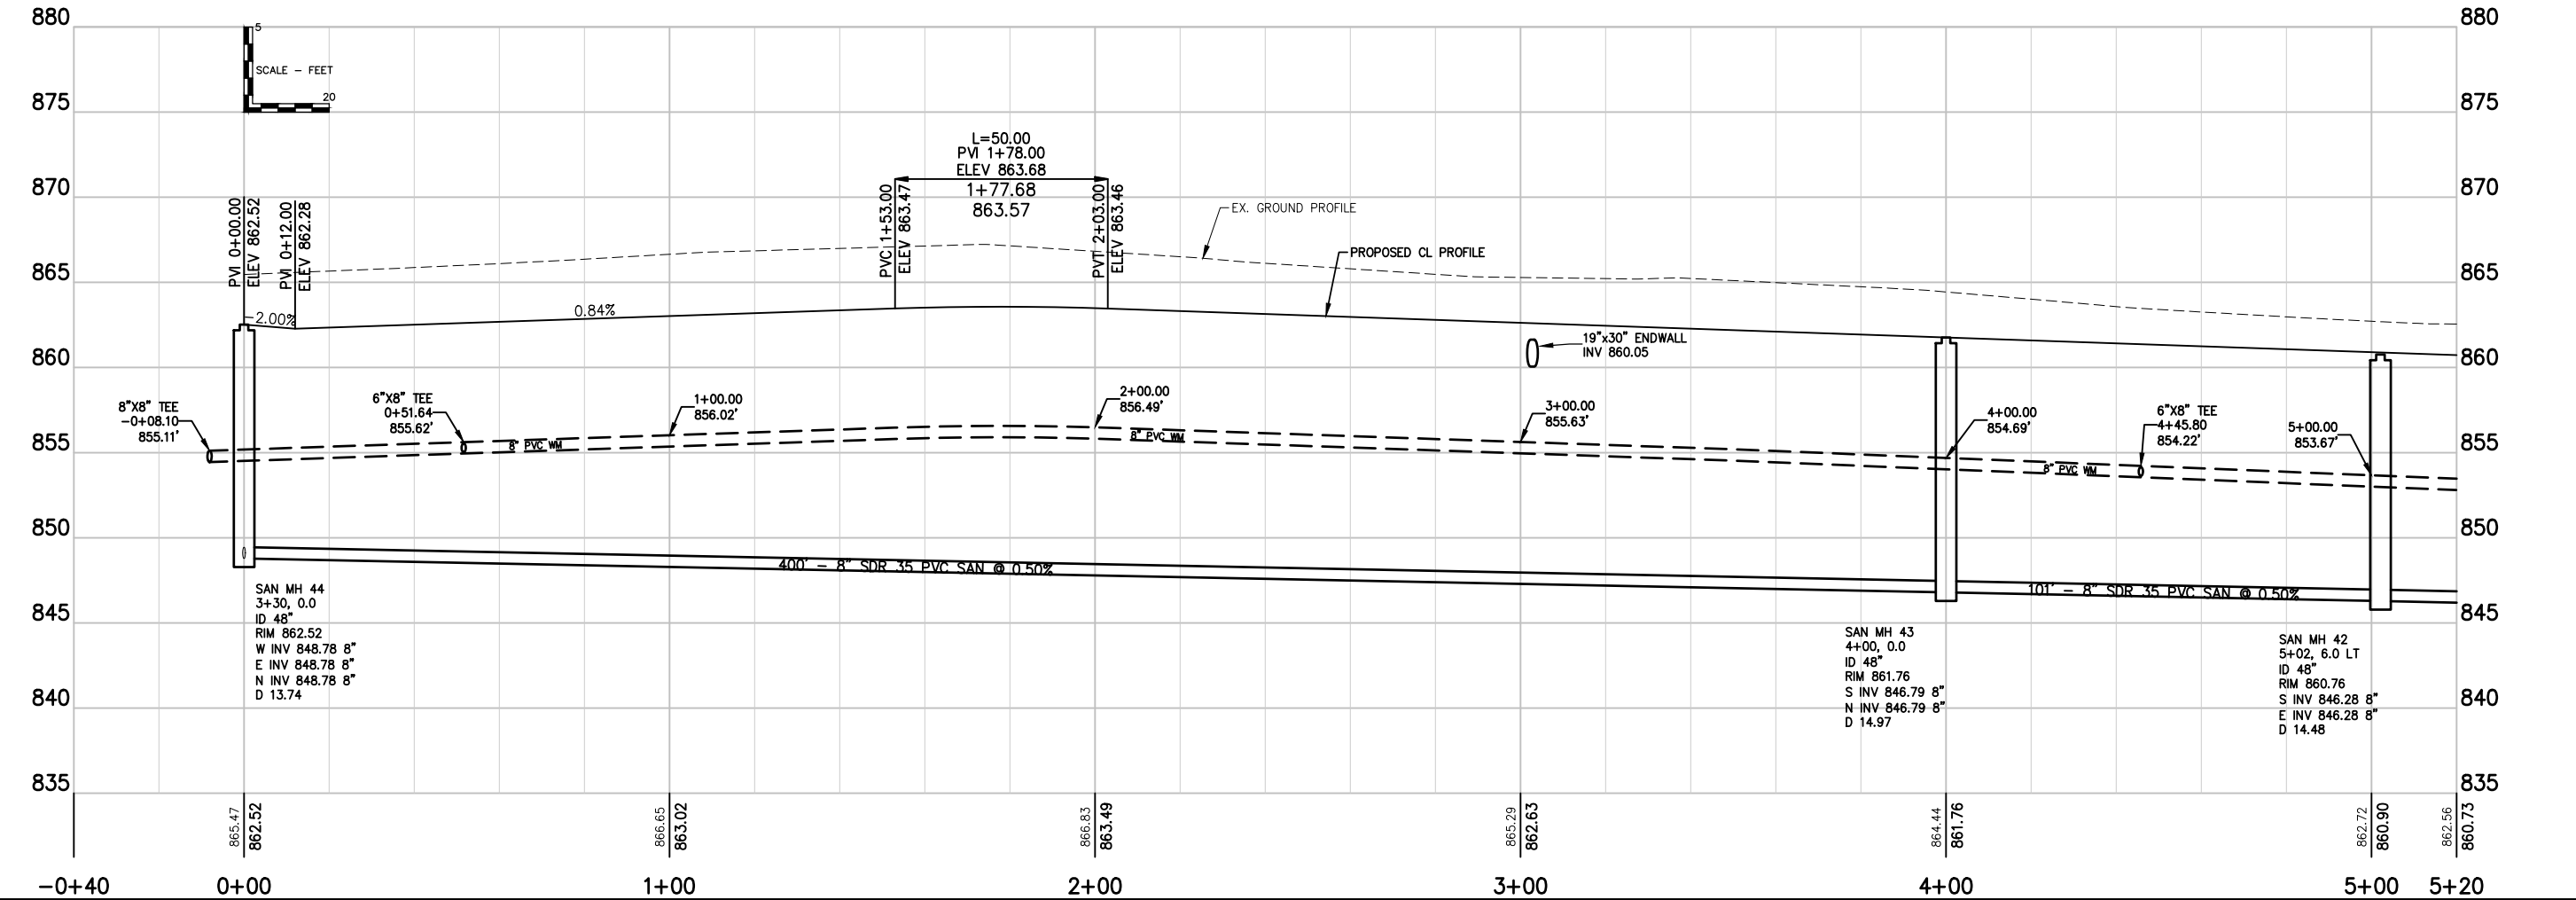 880
875
870
865
860
855
850
845
840
835
880
875
870
865
860
855
850
845
840
835
5
SCALE – FEET
20
L=50.00
PVI 1+78.00
ELEV 863.68
1+77.68
863.57
PVI 0+00.00
ELEV 862.52
PVI 0+12.00
ELEV 862.28
PVC 1+53.00
ELEV 863.47
PVT 2+03.00
ELEV 863.46
EX. GROUND PROFILE
PROPOSED CL PROFILE
–2.00%
0.84%
19"x30" ENDWALL
INV 860.05
8"X8" TEE
–0+08.10
855.11'
6"X8" TEE
0+51.64
855.62'
8" PVC WM
1+00.00
856.02'
2+00.00
856.49'
8" PVC WM
3+00.00
855.63'
4+00.00
854.69'
8" PVC WM
6"X8" TEE
4+45.80
854.22'
5+00.00
853.67'
400' – 8" SDR 35 PVC SAN @ 0.50%
101' – 8" SDR 35 PVC SAN @ 0.50%
SAN MH 44
3+30, 0.0
ID 48"
RIM 862.52
W INV 848.78 8"
E INV 848.78 8"
N INV 848.78 8"
D 13.74
SAN MH 43
4+00, 0.0
ID 48"
RIM 861.76
S INV 846.79 8"
N INV 846.79 8"
D 14.97
SAN MH 42
5+02, 6.0 LT
ID 48"
RIM 860.76
S INV 846.28 8"
E INV 846.28 8"
D 14.48
865.47
862.52
866.65
863.02
866.83
863.49
865.29
862.63
864.44
861.76
862.72
860.90
862.56
860.73
–0+40
0+00
1+00
2+00
3+00
4+00
5+00
5+20